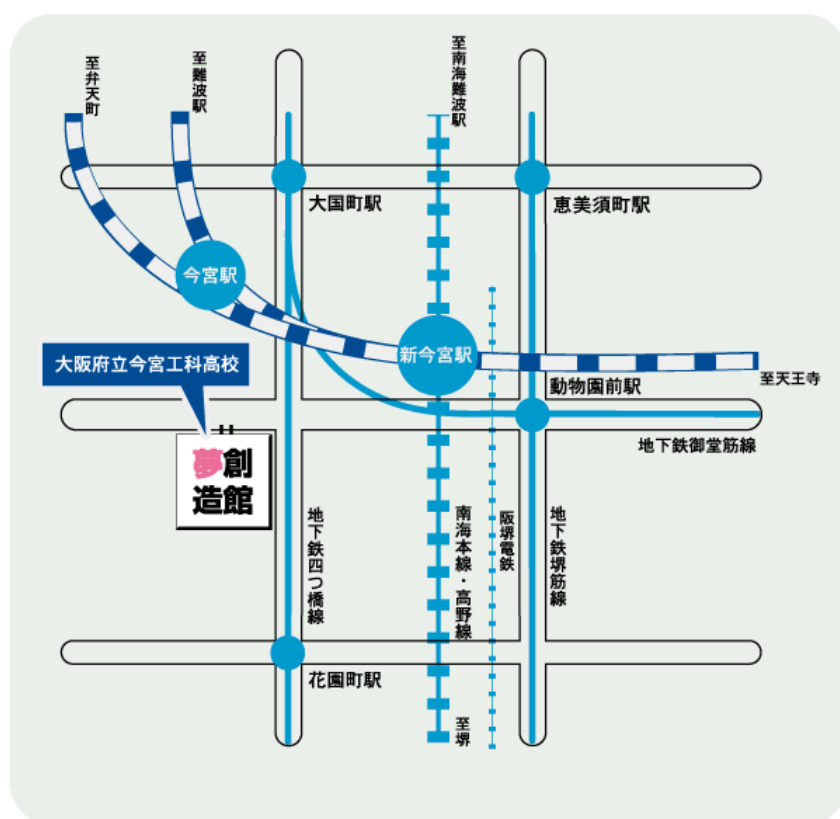 至弁天町
至難波駅
至南海難波駅
大国町駅
恵美須町駅
今宮駅
新今宮駅
大阪府立今宮工科高校
動物園前駅
至天王寺
地下鉄御堂筋線
夢創
造館
地下鉄四つ橋線
南海本線・高野線
阪堺電鉄
地下鉄堺筋線
花園町駅
至堺